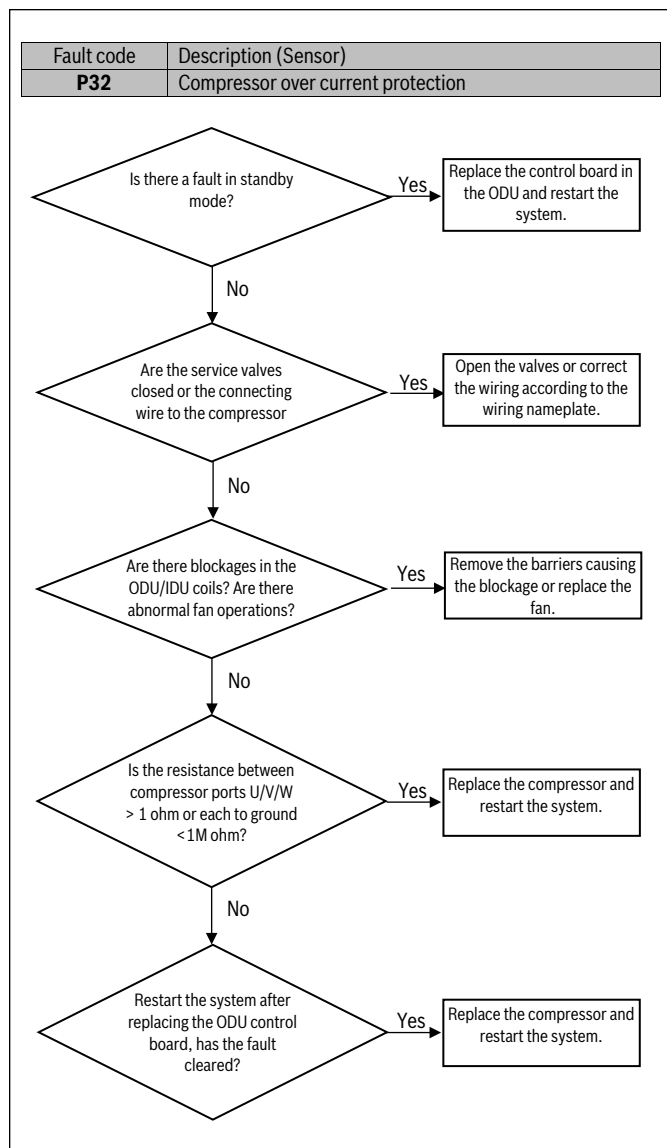 Fault code Description (Sensor)
P32 Compressor over current protection
Is there a fault in standby
mode?
Yes
Replace the control board in
the ODU and restart the
system.
No
Are the service valves
closed or the connecting
wire to the compressor
Yes
Open the valves or correct
the wiring according to the
wiring nameplate.
No
Are there blockages in the
ODU/IDU coils? Are there
abnormal fan operations?
Yes
Remove the barriers causing
the blockage or replace the
fan.
No
Is the resistance between
compressor ports U/V/W
> 1 ohm or each to ground
<1M ohm?
Yes
Replace the compressor and
restart the system.
No
Restart the system after
replacing the ODU control
board, has the fault
cleared?
Yes
Replace the compressor and
restart the system.